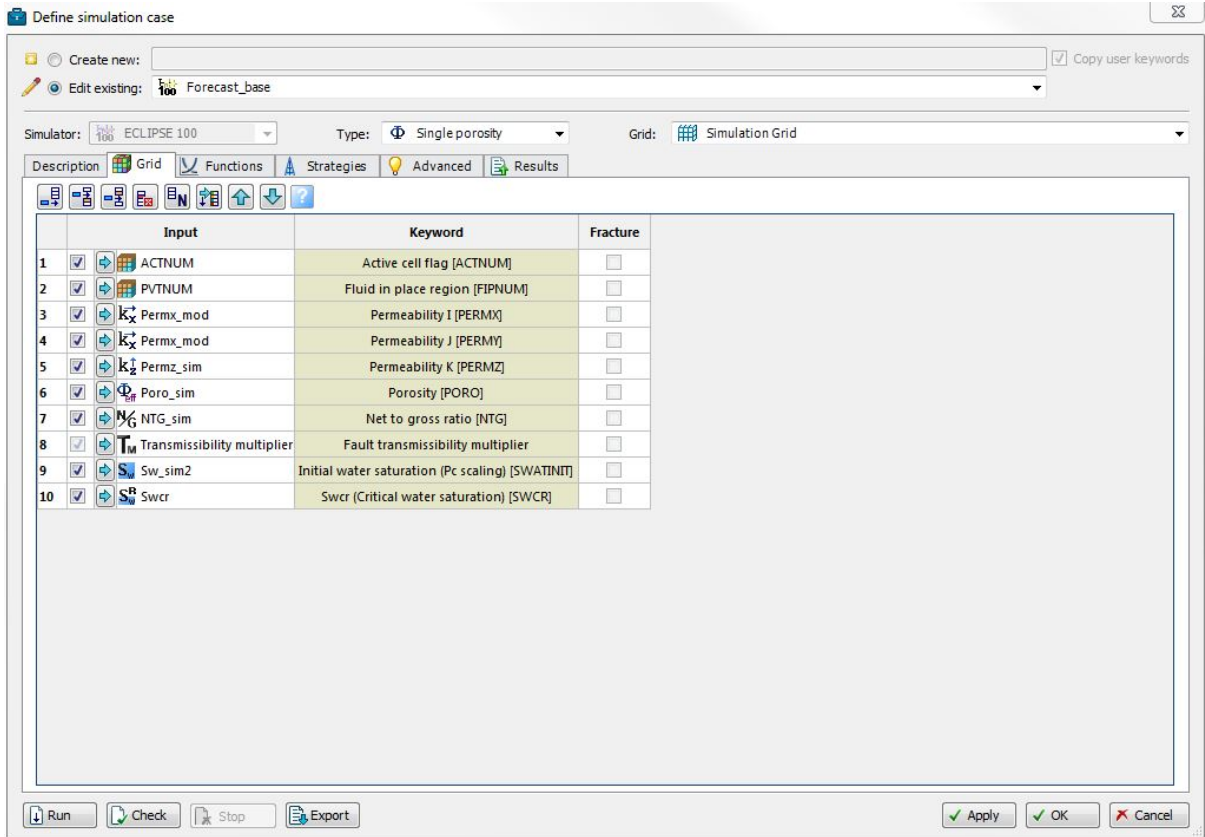 Define simulation case
Create new: Copy user keywords
Edit existing: Forecast_base
Simulator: ECLIPSE 100 Type: Single porosity Grid: Simulation Grid
Description Grid Functions Strategies Advanced Results
Input Keyword Fracture
1 ACTNUM Active cell flag [ACTNUM]
2 PVTNUM Fluid in place region [FIPNUM]
3 Permx_mod Permeability I [PERMX]
4 Permx_mod Permeability J [PERMY]
5 Permz_sim Permeability K [PERMZ]
6 Poro_sim Porosity [PORO]
7 NTG_sim Net to gross ratio [NTG]
8 Transmissibility multiplier Fault transmissibility multiplier
9 Sw_sim2 Initial water saturation (Pc scaling) [SWATINIT]
10 Swcr Swcr (Critical water saturation) [SWCR]
Run Check Stop Export Apply OK Cancel